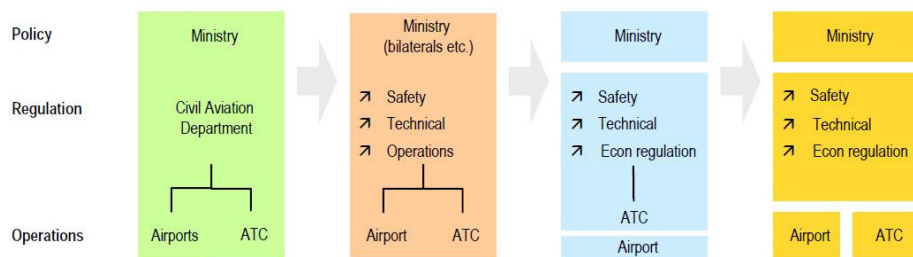 Policy
Regulation
Operations
Ministry
Civil Aviation
Department
Airports ATC
Ministry
(bilaterals etc.)
Safety
Technical
Operations
Airport ATC
Ministry
Safety
Technical
Econ regulation
ATC
Airport
Ministry
Safety
Technical
Econ regulation
Airport ATC